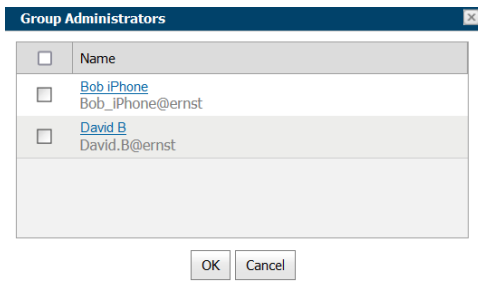 Group Administrators
Name
Bob iPhone
Bob_iPhone@ernst
David B
David.B@ernst
OK Cancel